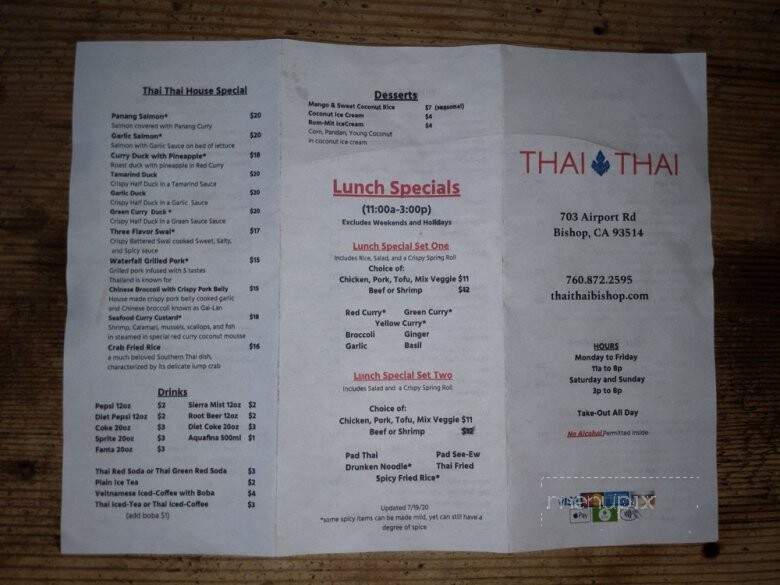 Thai Thai House Special
Panang Salmon* $20
Salmon covered with Panang Curry
Garlic Salmon* $20
Salmon with Garlic Sauce on bed of lettuce
Curry Duck with Pineapple* $18
Roast duck with pineapple in Red Curry
Tamarind Duck $20
Crispy Half Duck in a Tamarind Sauce
Garlic Duck $20
Crispy Half Duck in a Garlic Sauce
Green Curry Duck * $20
Crispy Half Duck in a Green Sauce Sauce
Three Flavor Swai* $17
Crispy Battered Swai cooked Sweet, Salty,
and Spicy sauce
Waterfall Grilled Pork* $15
Grilled pork infused with 5 tastes
Thailand is known for
Chinese Broccoli with Crispy Pork Belly $15
House made crispy pork belly cooked garlic
and Chinese broccoli known as Gai-Lan
Seafood Curry Custard* $18
Shrimp, Calamari, mussels, scallops, and fish
in steamed in special red curry coconut mousse
Crab Fried Rice $16
a much beloved Southern Thai dish,
characterized by its delicate lump crab
Drinks
Pepsi 12oz $2 Sierra Mist 12oz $2
Diet Pepsi 12oz $2 Root Beer 12oz $2
Coke 20oz $3 Diet Coke 20oz $3
Sprite 20oz $3 Aquafina 500ml $1
Fanta 20oz $3
Thai Red Soda or Thai Green Red Soda $3
Plain Ice Tea $2
Veitnamese Iced-Coffee with Boba $4
Thai Iced-Tea or Thai Iced-Coffee $3
(add boba $1)
Desserts
Mango & Sweet Coconut Rice $7 (seasonal)
Coconut Ice Cream $4
Rum-Mit IceCream $4
Corn, Pandan, Young Coconut
in coconut ice cream
Lunch Specials
(11:00a-3:00p)
Excludes Weekends and Holidays
Lunch Special Set One
Includes Rice, Salad, and a Crispy Spring Roll
Choice of:
Chicken, Pork, Tofu, Mix Veggie $11
Beef or Shrimp $12
Red Curry* Green Curry*
Yellow Curry*
Broccoli Ginger
Garlic Basil
Lunch Special Set Two
Includes Salad and a Crispy Spring Roll
Choice of:
Chicken, Pork, Tofu, Mix Veggie $11
Beef or Shrimp $12
Pad Thai Pad See-Ew
Drunken Noodle* Thai Fried
Spicy Fried Rice*
Updated 7/19/20
*some spicy items can be made mild, yet can still have a
degree of spice
THAI THAI
703 Airport Rd
Bishop, CA 93514
760.872.2595
thaithaibishop.com
HOURS
Monday to Friday
11a to 8p
Saturday and Sunday
3p to 8p
Take-Out All Day
No Alcohol Permitted Inside
menupix
Pay